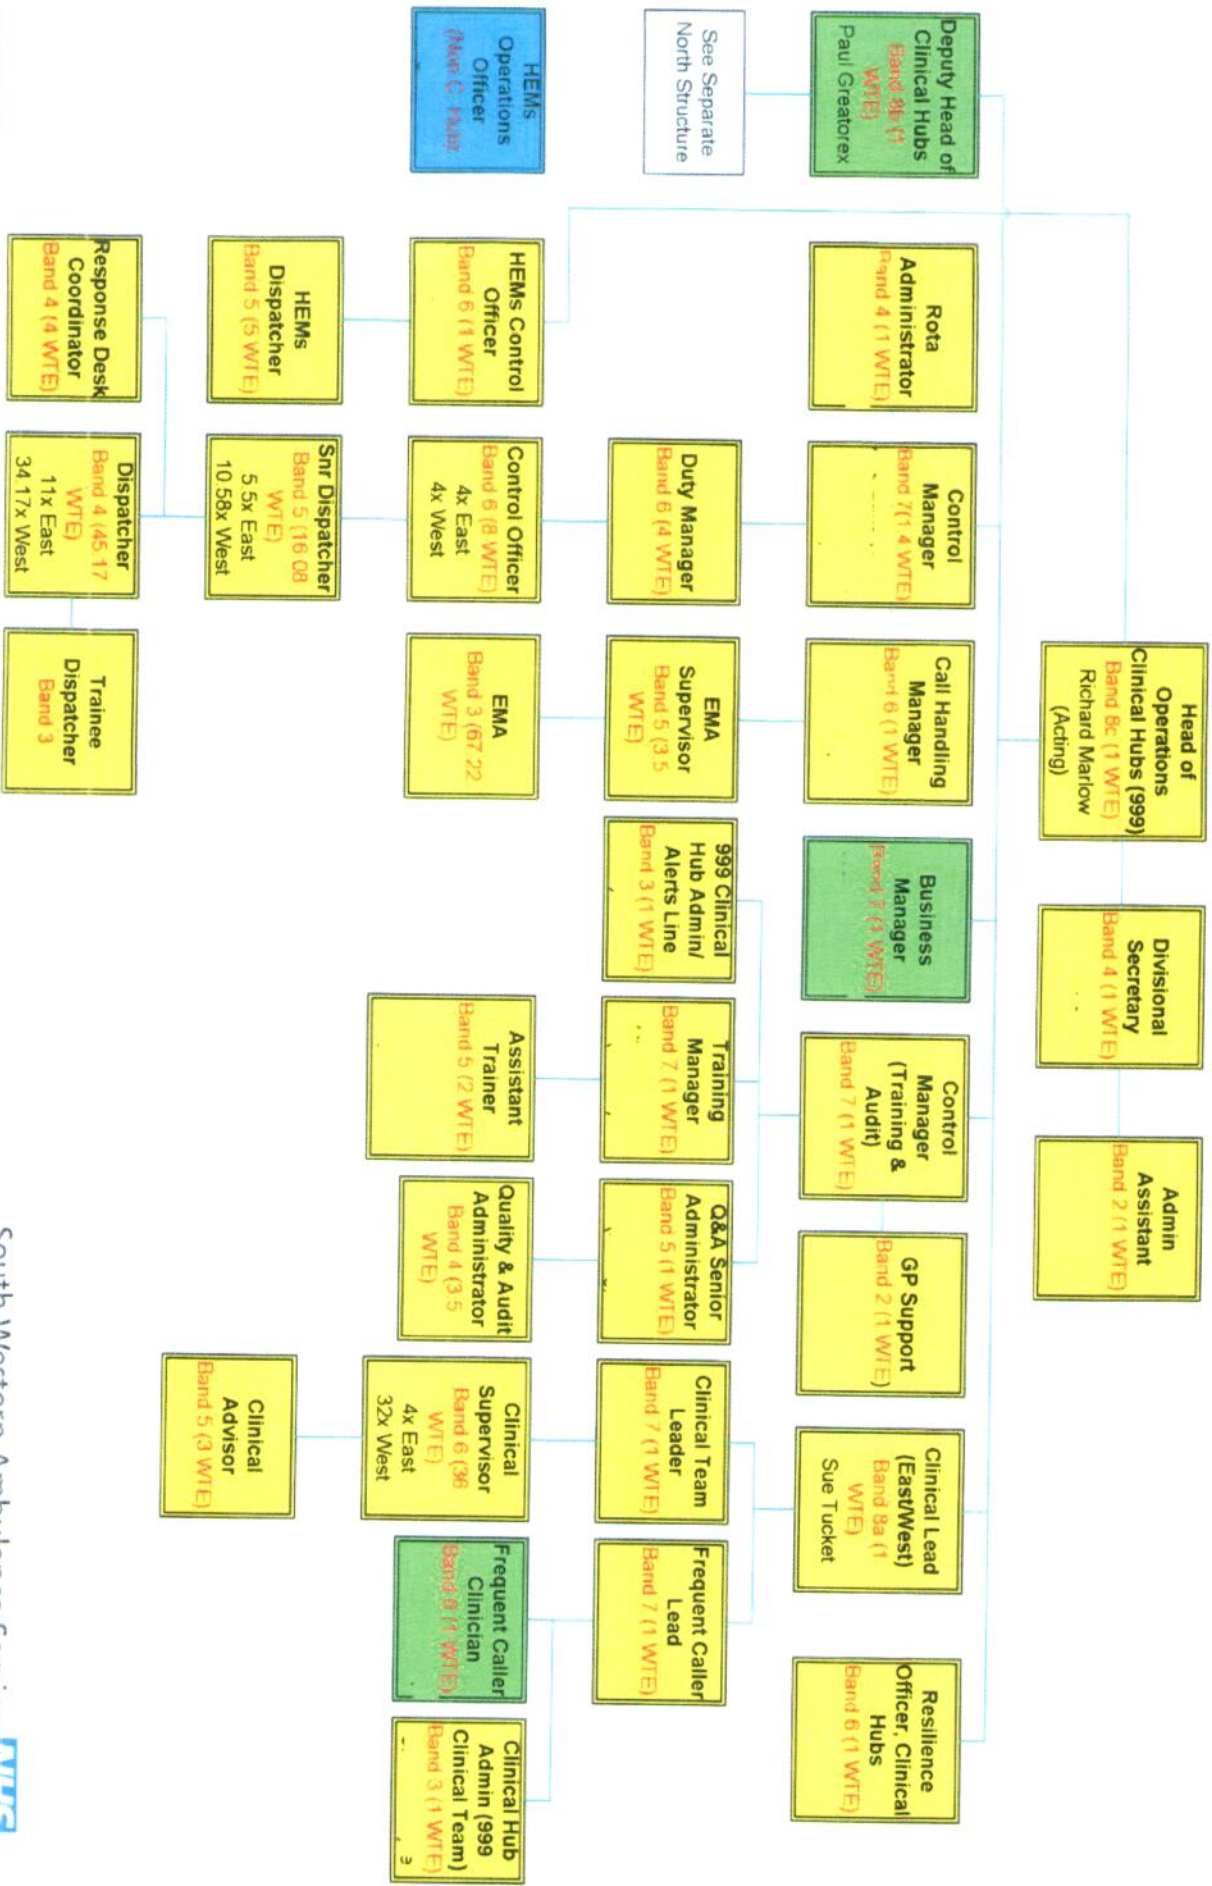 Head of
Operations
Clinical Hubs (999)
Band 8c (1 WTE)
Richard Marlow
(Acting)
Divisional
Secretary
Band 4 (1 WTE)
Admin
Assistant
Band 2 (1 WTE)
Deputy Head of
Clinical Hubs
Band 8b (1
WTE)
Paul Greatorex
Rota
Administrator
Band 4 (1 WTE)
Control
Manager
Band 7(1.4 WTE)
Call Handling
Manager
Band 6 (1 WTE)
Business
Manager
Band 7 (1 WTE)
Control
Manager
(Training &
Audit)
Band 7 (1 WTE)
GP Support
Band 2 (1 WTE)
Clinical Lead
(East/West)
Band 8a (1
WTE)
Sue Tucket
Resilience
Officer, Clinical
Hubs
Band 6 (1 WTE)
See Separate
North Structure
Duty Manager
Band 6 (4 WTE)
EMA
Supervisor
Band 5 (3.5
WTE)
999 Clinical
Hub Admin/
Alerts Line
Band 3 (1 WTE)
Training
Manager
Band 7 (1 WTE)
Q&A Senior
Administrator
Band 5 (1 WTE)
Clinical Team
Leader
Band 7 (1 WTE)
Frequent Caller
Lead
Band 7 (1 WTE)
HEMs
Operations
Officer
(Non C. Hub)
HEMs Control
Officer
Band 6 (1 WTE)
Control Officer
Band 6 (8 WTE)
4x East
4x West
EMA
Band 3 (67.22
WTE)
Assistant
Trainer
Band 5 (2 WTE)
Quality & Audit
Administrator
Band 4 (3.5
WTE)
Clinical
Supervisor
Band 6 (36
WTE)
4x East
32x West
Frequent Caller
Clinician
Band 6 (1 WTE)
Clinical Hub
Admin (999
Clinical Team)
Band 3 (1 WTE)
HEMs
Dispatcher
Band 5 (5 WTE)
Snr Dispatcher
Band 5 (16.08
WTE)
5.5x East
10.58x West
Clinical
Advisor
Band 5 (3 WTE)
Response Desk
Coordinator
Band 4 (4 WTE)
Dispatcher
Band 4 (45.17
WTE)
11x East
34.17x West
Trainee
Dispatcher
Band 3
South Western Ambulance Service
NHS